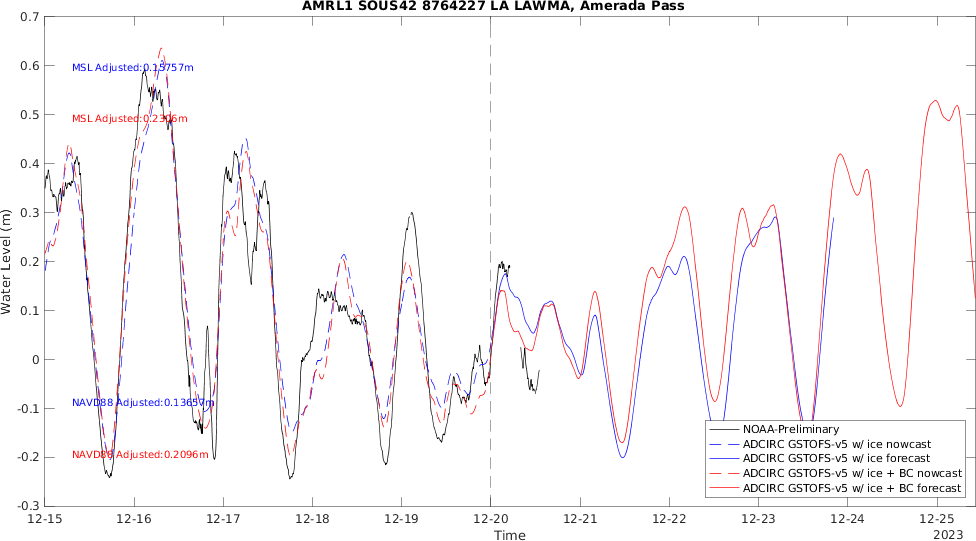 AMRL1 SOUS42 8764227 LA LAWMA, Amerada Pass
0.7
0.6
0.5
0.4
0.3
0.2
0.1
0
-0.1
-0.2
-0.3
Water Level (m)
MSL Adjusted:0.15757m
MSL Adjusted:0.2306m
NAVD88 Adjusted:0.13657m
NAVD88 Adjusted:0.2096m
NOAA-Preliminary
ADCIRC GSTOFS-v5 w/ ice nowcast
ADCIRC GSTOFS-v5 w/ ice forecast
ADCIRC GSTOFS-v5 w/ ice + BC nowcast
ADCIRC GSTOFS-v5 w/ ice + BC forecast
12-15 12-16 12-17 12-18 12-19 12-20 12-21 12-22 12-23 12-24 12-25
Time
2023